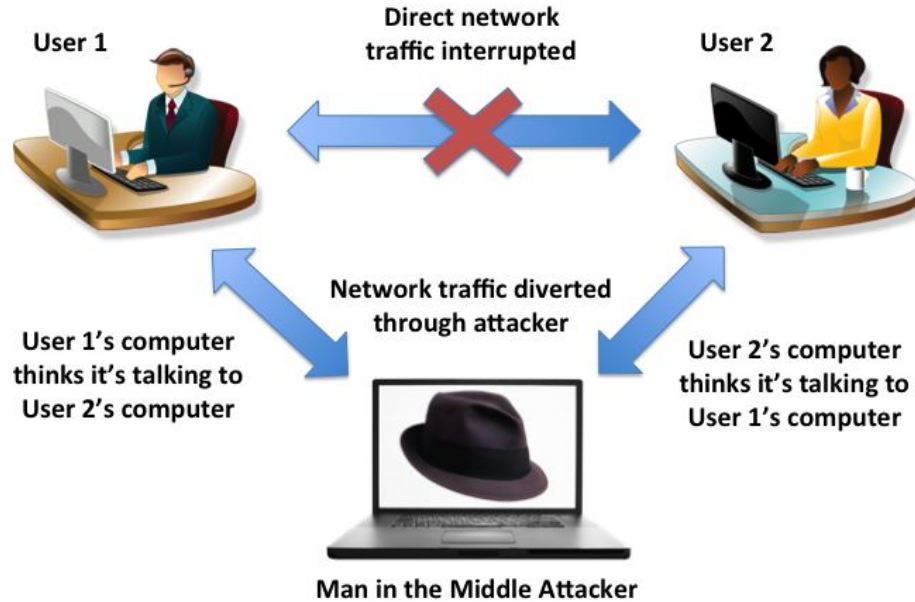 User 1
Direct network
traffic interrupted
User 2
Network traffic diverted
through attacker
User 1’s computer
thinks it’s talking to
User 2’s computer
User 2’s computer
thinks it’s talking to
User 1’s computer
Man in the Middle Attacker